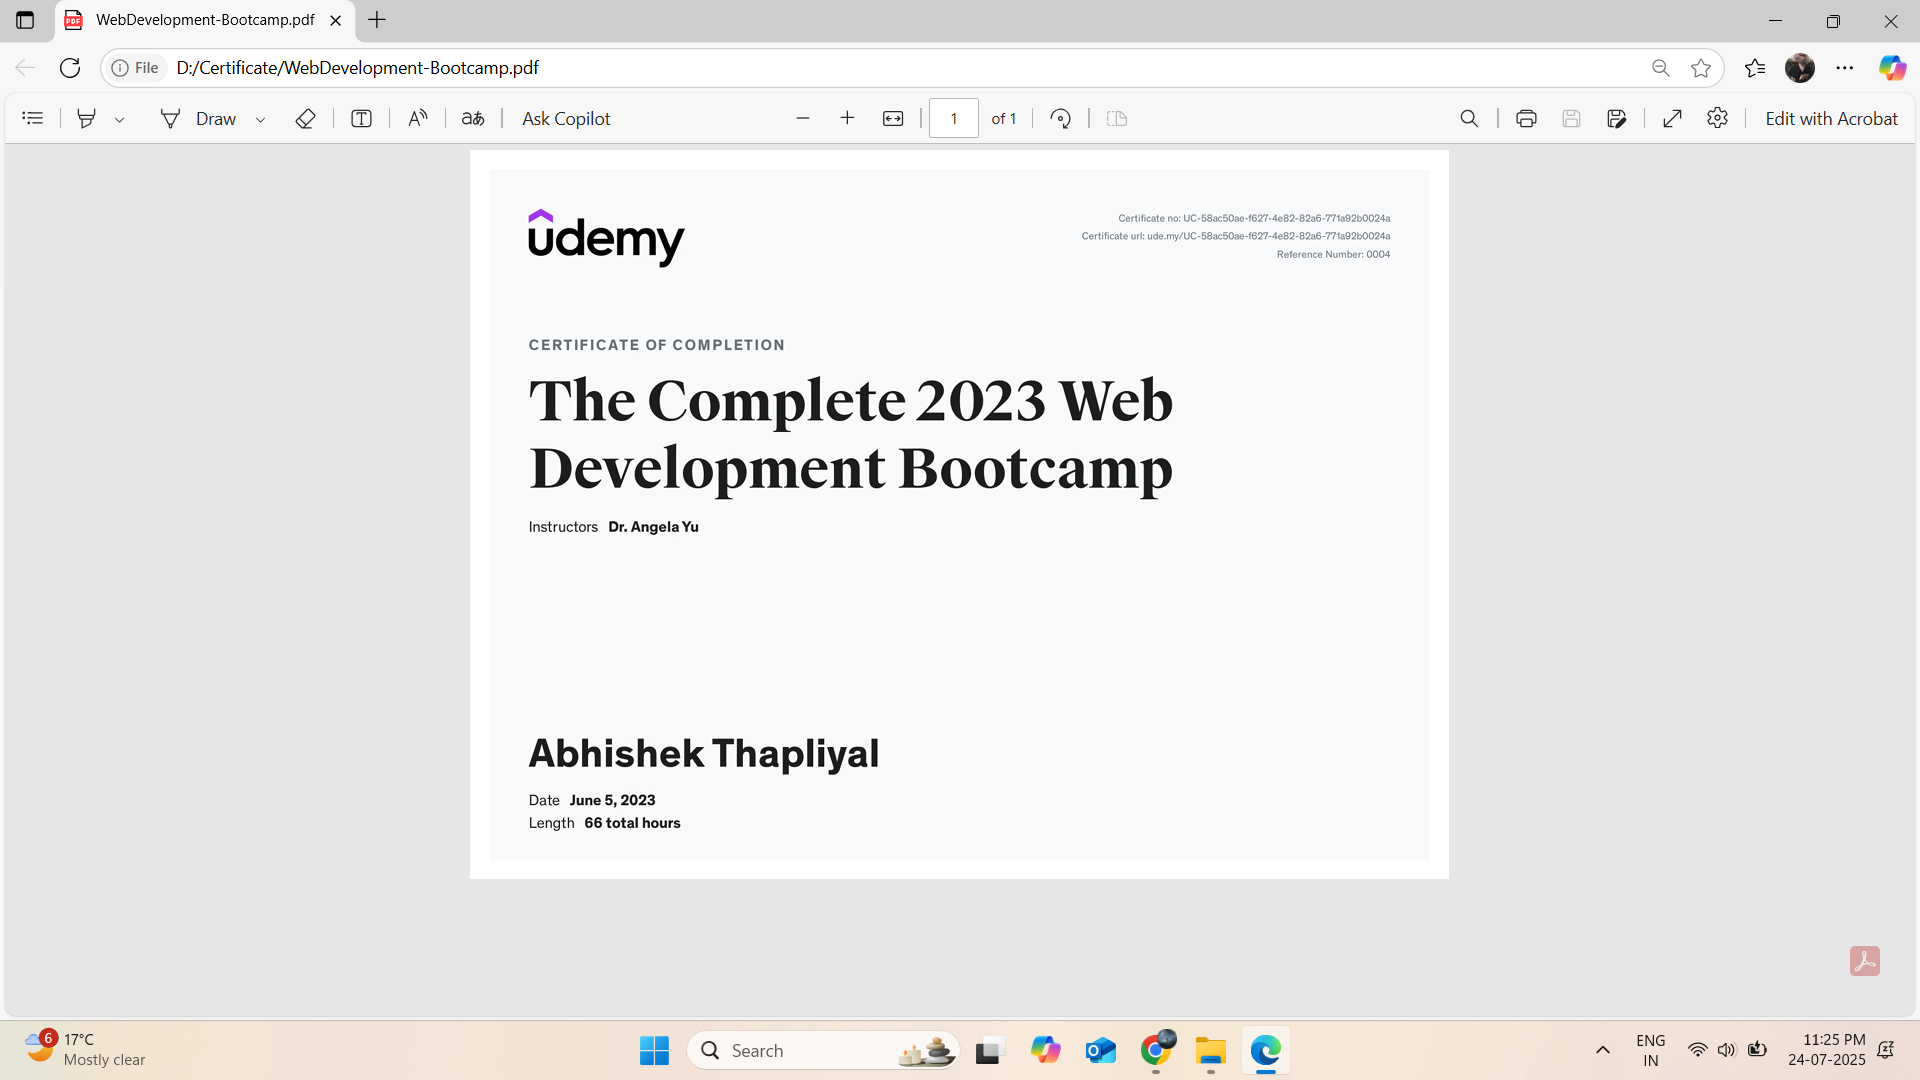 WebDevelopment-Bootcamp.pdf
File
D:/Certificate/WebDevelopment-Bootcamp.pdf
Draw
T
A
aあ
Ask Copilot
1
of 1
Edit with Acrobat
udemy
Certificate no: UC-58ac50ae-f627-4e82-82a6-771a92b0024a
Certificate url: ude.my/UC-58ac50ae-f627-4e82-82a6-771a92b0024a
Reference Number: 0004
CERTIFICATE OF COMPLETION
The Complete 2023 Web
Development Bootcamp
Instructors Dr. Angela Yu
Abhishek Thapliyal
Date June 5, 2023
Length 66 total hours
6
17°C
Mostly clear
Search
ENG
IN
11:25 PM
24-07-2025